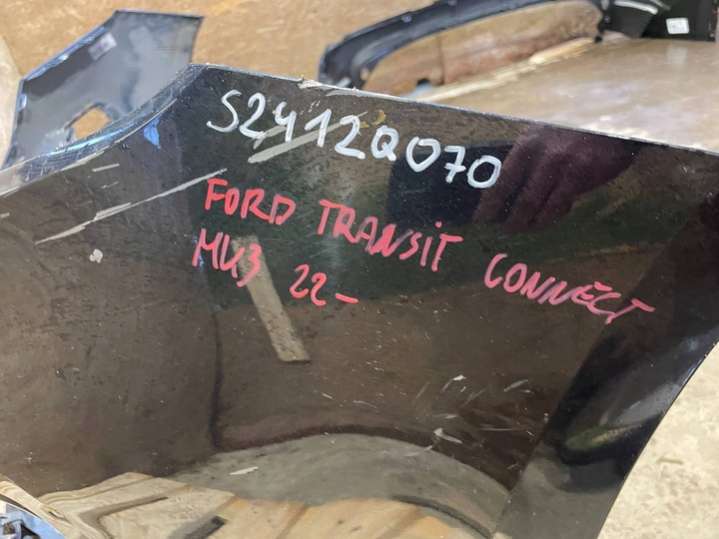 S2412Q070
FORD TRANSIT CONNECT
MK3 22-